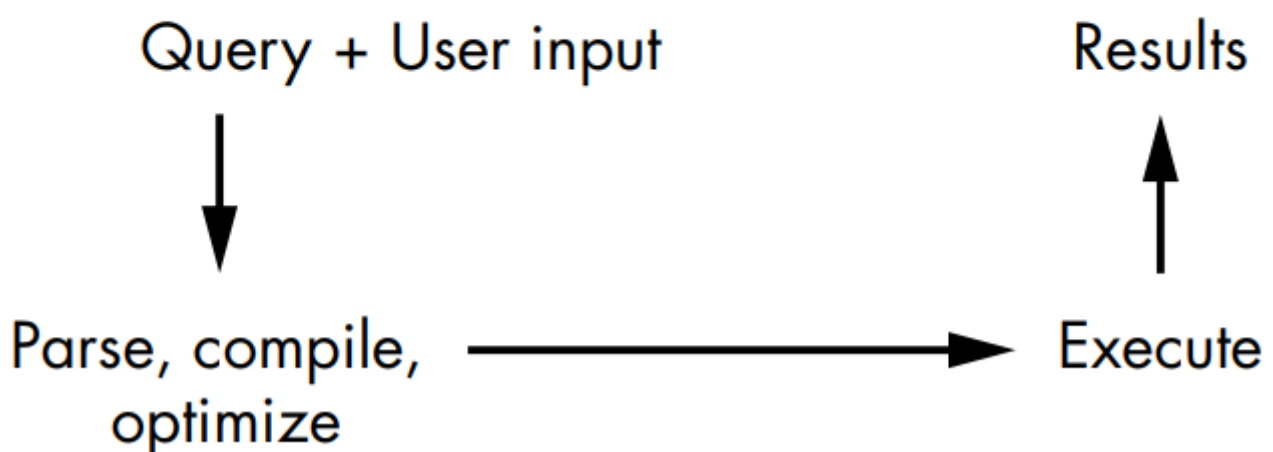 Query + User input
Results
Parse, compile,
optimize
Execute